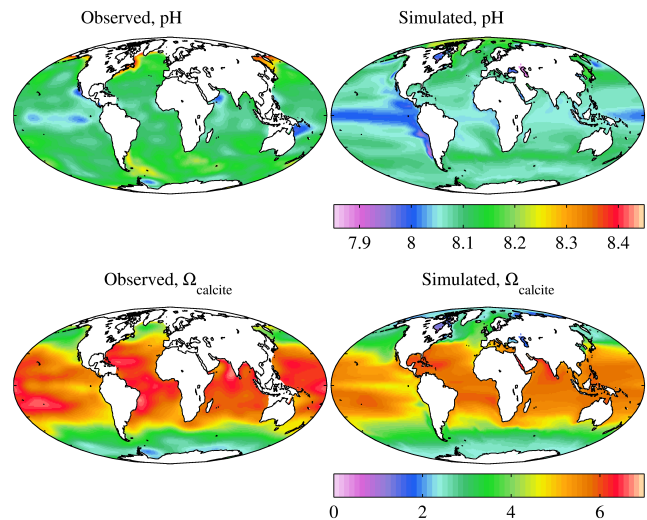 Observed, pH
Simulated, pH
7.9 8 8.1 8.2 8.3 8.4
Observed, Ωcalcite
Simulated, Ωcalcite
0 2 4 6